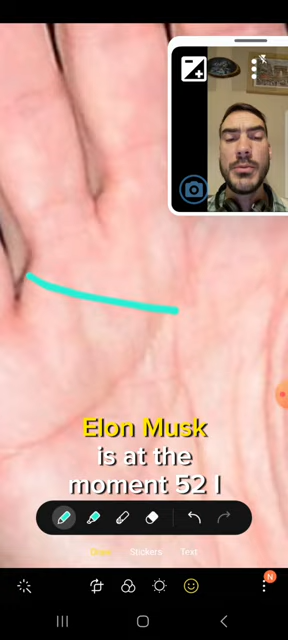 Elon Musk
is at the
moment 52 I
Draw
Stickers
Text
N